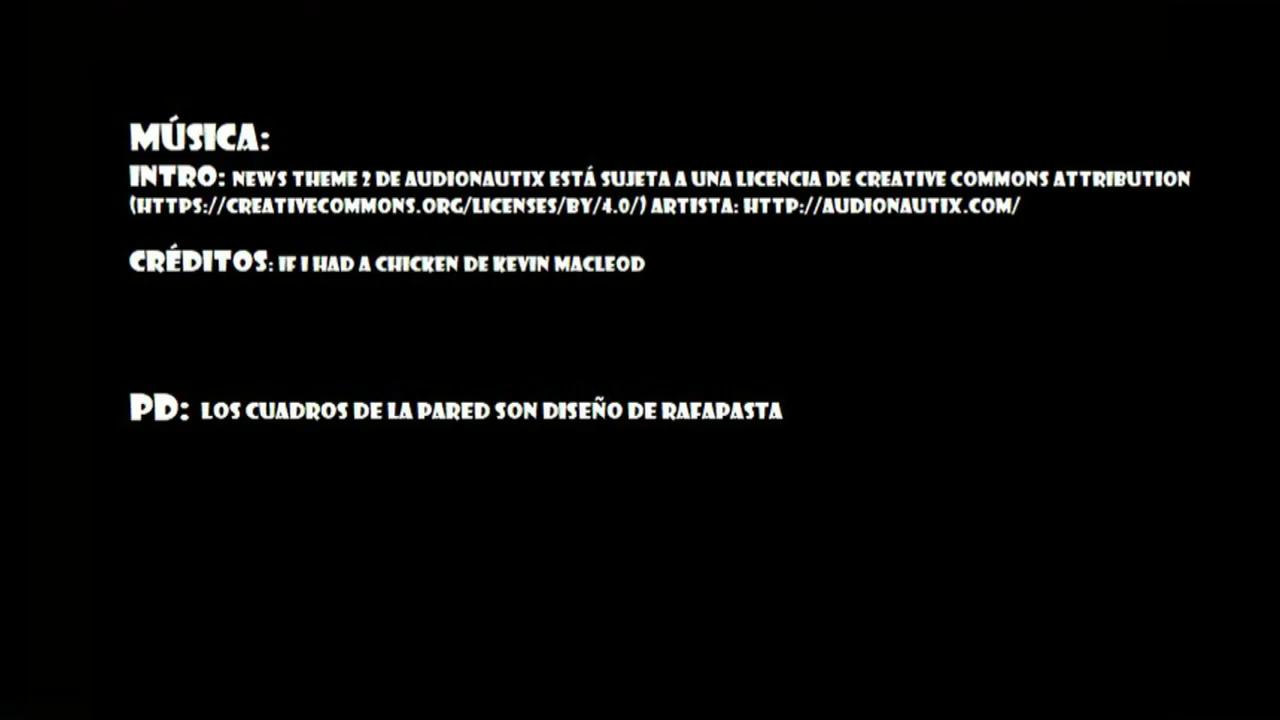 MÚSICA:
INTRO: NEWS THEME 2 DE AUDIONAUTIX ESTÁ SUJETA A UNA LICENCIA DE CREATIVE COMMONS ATTRIBUTION
(HTTPS://CREATIVECOMMONS.ORG/LICENSES/BY/4.0/) ARTISTA: HTTP://AUDIONAUTIX.COM/
CRÉDITOS: IF I HAD A CHICKEN DE KEVIN MACLEOD
PD: LOS CUADROS DE LA PARED SON DISEÑO DE RAFAPASTA